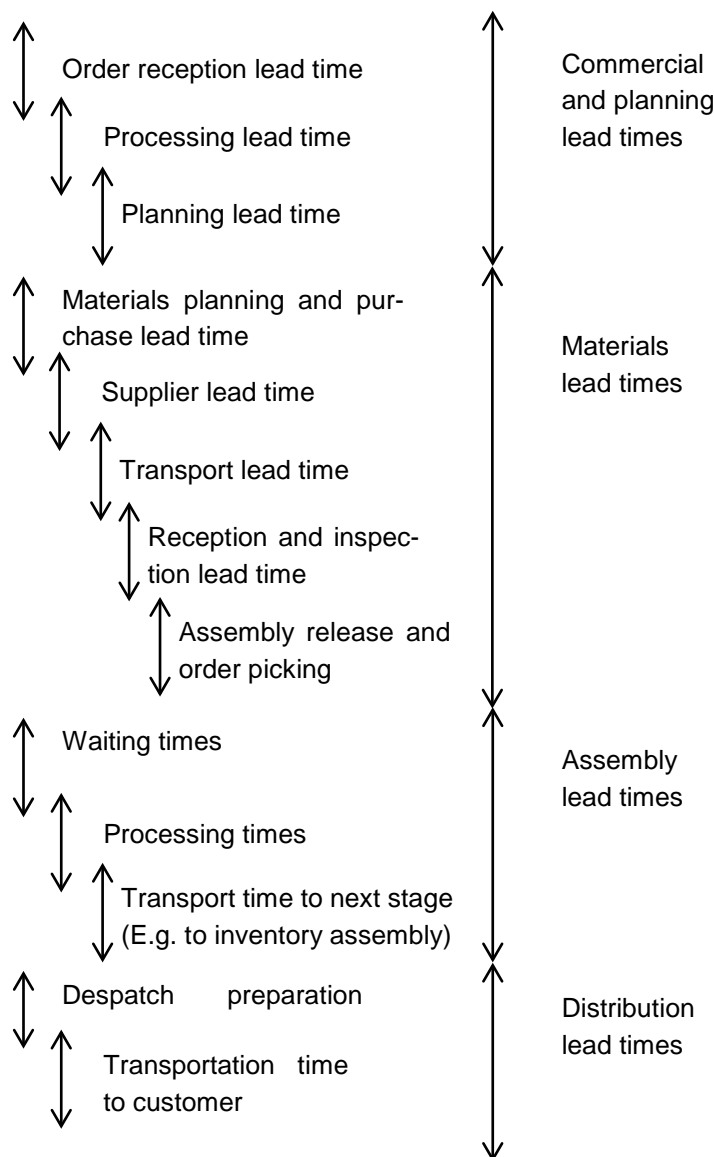 Order reception lead time
Processing lead time
Planning lead time
Commercial
and planning
lead times
Materials planning and pur-
chase lead time
Supplier lead time
Transport lead time
Reception and inspec-
tion lead time
Assembly release and
order picking
Materials
lead times
Waiting times
Processing times
Transport time to next stage
(E.g. to inventory assembly)
Assembly
lead times
Despatch preparation
Transportation time
to customer
Distribution
lead times